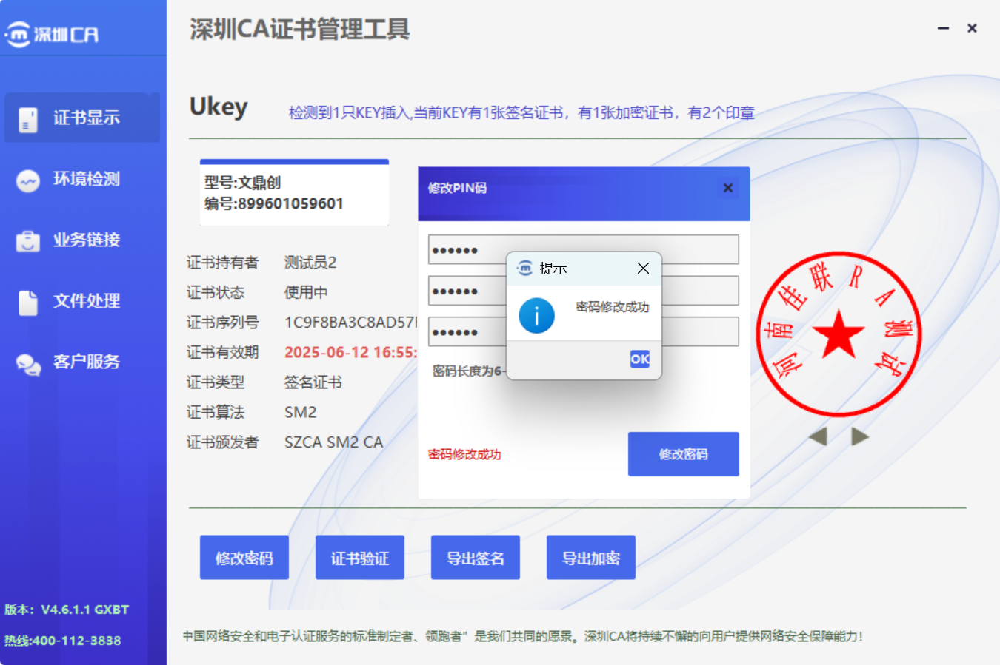 深圳CA
深圳CA证书管理工具
证书显示
环境检测
业务链接
文件处理
客户服务
版本：V4.6.1.1 GXBT
热线:400-112-3838
Ukey
检测到1只KEY插入,当前KEY有1张签名证书，有1张加密证书，有2个印章
型号:文鼎创
编号:899601059601
证书持有者 测试员2
证书状态 使用中
证书序列号 1C9F8BA3C8AD57
证书有效期 2025-06-12 16:55:
证书类型 签名证书
证书算法 SM2
证书颁发者 SZCA SM2 CA
修改PIN码
密码长度为6-
密码修改成功
修改密码
提示
密码修改成功
OK
河南佳联RA测试
修改密码
证书验证
导出签名
导出加密
中国网络安全和电子认证服务的标准制定者、领跑者”是我们共同的愿景。深圳CA将持续不懈的向用户提供网络安全保障能力！